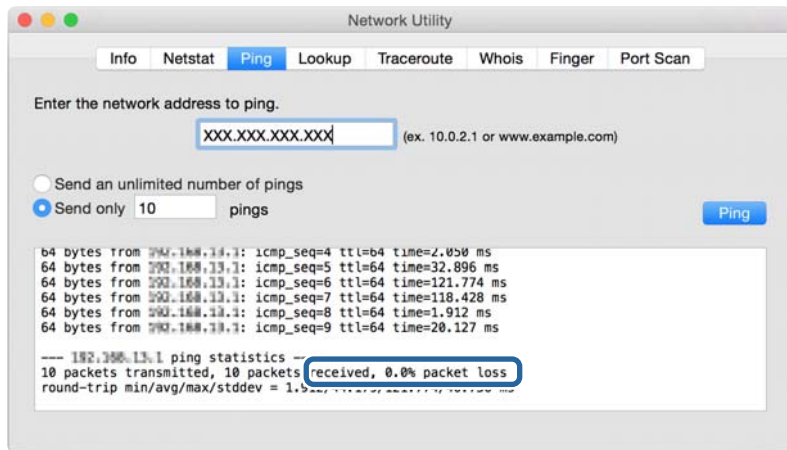 Network Utility
Info Netstat Ping Lookup Traceroute Whois Finger Port Scan
Enter the network address to ping.
XXX.XXX.XXX.XXX (ex. 10.0.2.1 or www.example.com)
Send an unlimited number of pings
Send only 10 pings
Ping
64 bytes from icmp_seq=4 ttl=64 time=2.050 ms
64 bytes from icmp_seq=5 ttl=64 time=32.896 ms
64 bytes from icmp_seq=6 ttl=64 time=121.774 ms
64 bytes from icmp_seq=7 ttl=64 time=118.428 ms
64 bytes from icmp_seq=8 ttl=64 time=1.912 ms
64 bytes from icmp_seq=9 ttl=64 time=20.127 ms
--- ping statistics --
10 packets transmitted, 10 packets received, 0.0% packet loss
round-trip min/avg/max/stddev = ms